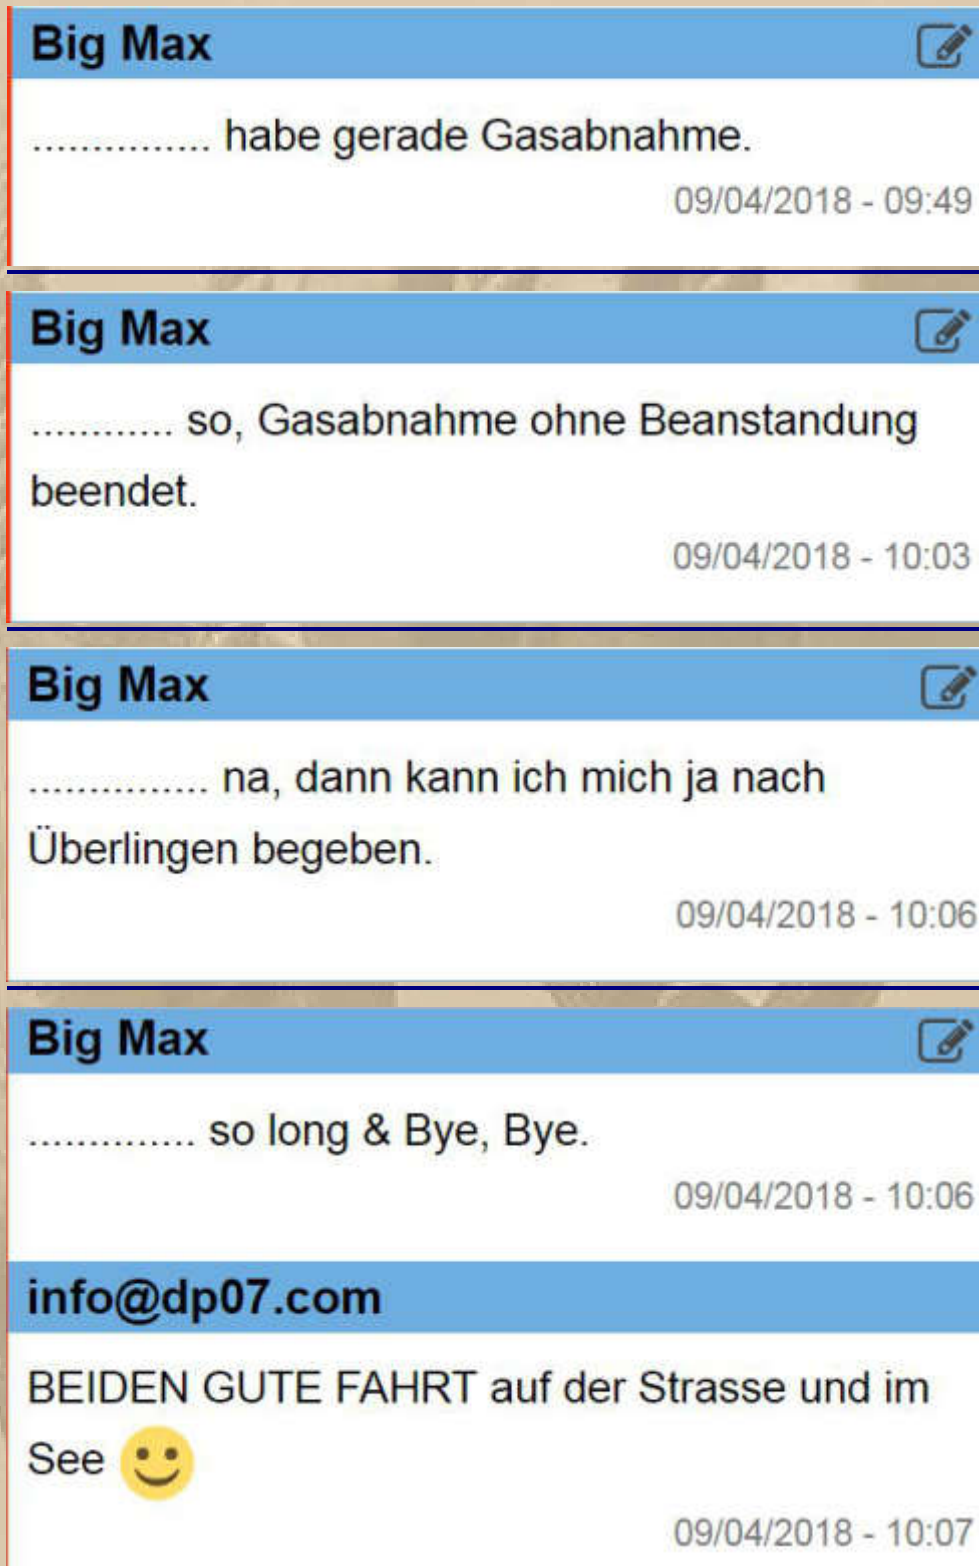 Big Max
............... habe gerade Gasabnahme.
09/04/2018 - 09:49
Big Max
............ so, Gasabnahme ohne Beanstandung
beendet.
09/04/2018 - 10:03
Big Max
............... na, dann kann ich mich ja nach
Überlingen begeben.
09/04/2018 - 10:06
Big Max
.............. so long & Bye, Bye.
09/04/2018 - 10:06
info@dp07.com
BEIDEN GUTE FAHRT auf der Strasse und im
See 🙂
09/04/2018 - 10:07